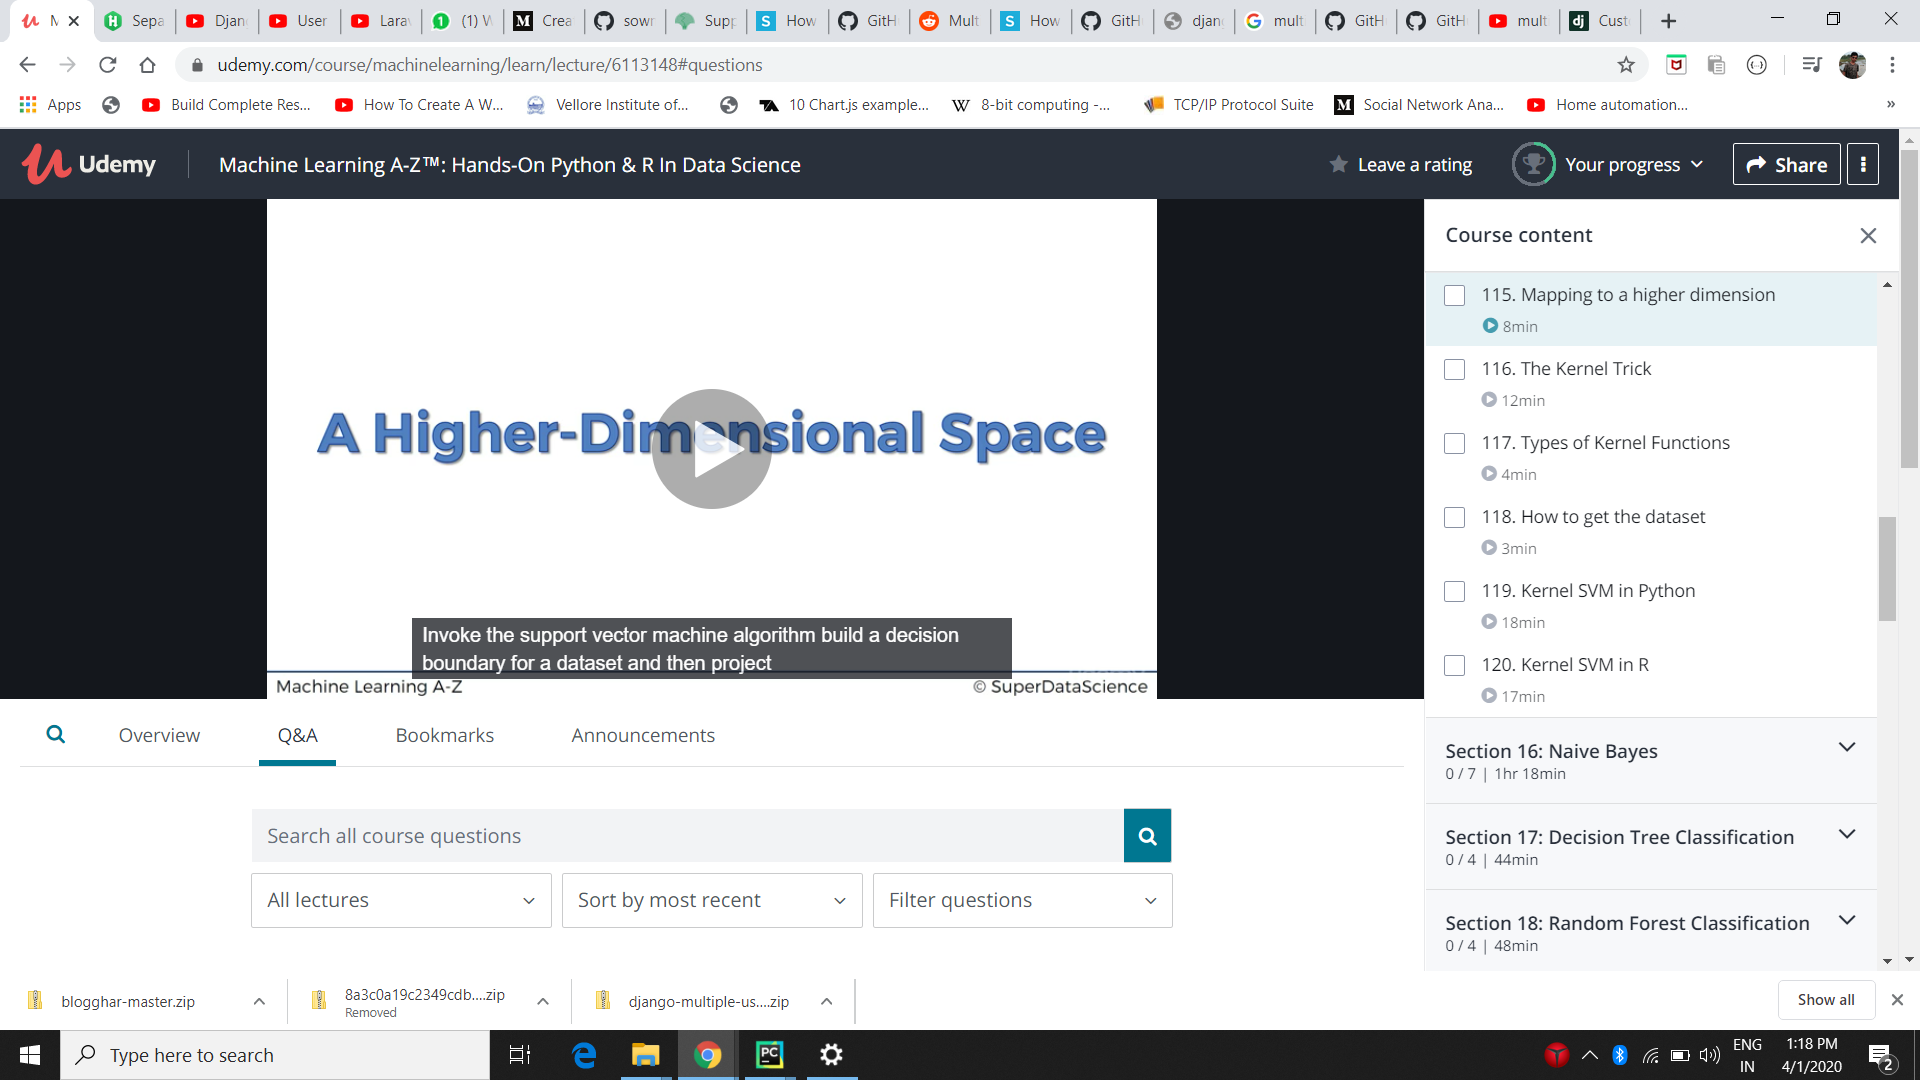 M
Sepa
Djan
User
Lara
(1) W
Crea
sowr
Supp
How
GitH
Mult
How
GitH
djan
mult
GitH
GitH
mult
Cust
udemy.com/course/machinelearning/learn/lecture/6113148#questions
Apps
Build Complete Res...
How To Create A W...
Vellore Institute of...
10 Chart.js example...
8-bit computing -...
TCP/IP Protocol Suite
Social Network Ana...
Home automation...
»
Udemy
Machine Learning A-Z™: Hands-On Python & R In Data Science
Leave a rating
Your progress
Share
A Higher-Dimensional Space
Invoke the support vector machine algorithm build a decision
boundary for a dataset and then project
Machine Learning A-Z
© SuperDataScience
Course content
115. Mapping to a higher dimension
8min
116. The Kernel Trick
12min
117. Types of Kernel Functions
4min
118. How to get the dataset
3min
119. Kernel SVM in Python
18min
120. Kernel SVM in R
17min
Section 16: Naive Bayes
0 / 7 | 1hr 18min
Section 17: Decision Tree Classification
0 / 4 | 44min
Section 18: Random Forest Classification
0 / 4 | 48min
Overview
Q&A
Bookmarks
Announcements
Search all course questions
All lectures
Sort by most recent
Filter questions
blogghar-master.zip
8a3c0a19c2349cdb....zip
Removed
django-multiple-us....zip
Show all
Type here to search
ENG
IN
1:18 PM
4/1/2020
2